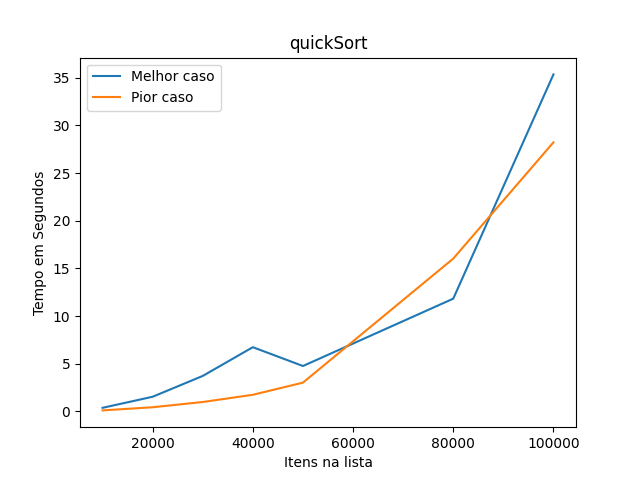 quickSort
Melhor caso
Pior caso
Tempo em Segundos
35
30
25
20
15
10
5
0
20000 40000 60000 80000 100000
Itens na lista